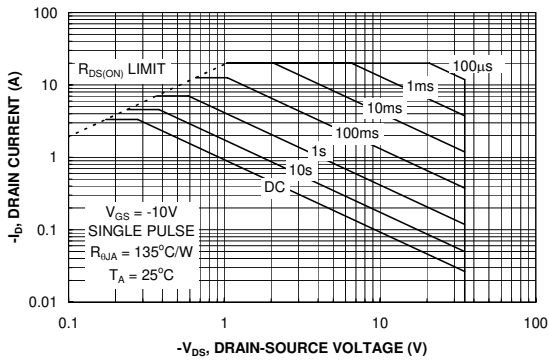 100
10
1
0.1
0.01
-I_D, DRAIN CURRENT (A)
R_DS(ON) LIMIT
100μs
1ms
10ms
100ms
1s
10s
DC
V_GS = -10V
SINGLE PULSE
R_θJA = 135°C/W
T_A = 25°C
0.1
1
10
100
-V_DS, DRAIN-SOURCE VOLTAGE (V)